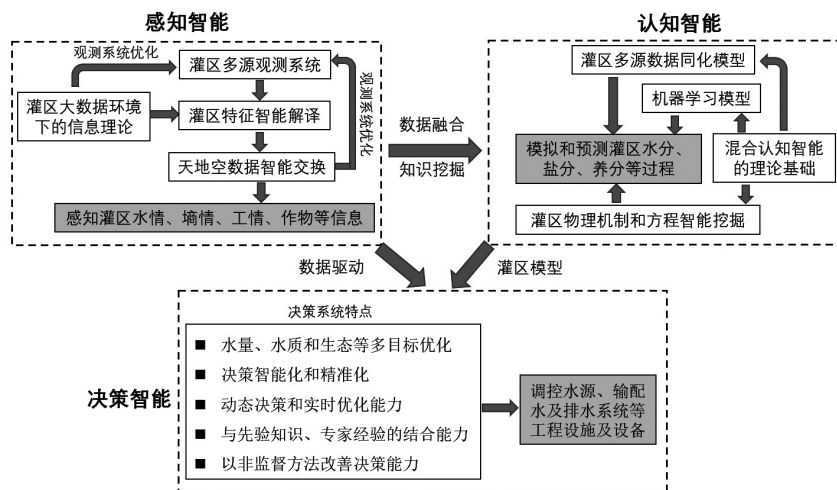 感知智能
观测系统优化
灌区多源观测系统
灌区大数据环境
下的信息理论
灌区特征智能解译
观测系统优化
天地空数据智能交换
感知灌区水情、墒情、工情、作物等信息
数据融合
知识挖掘
认知智能
灌区多源数据同化模型
机器学习模型
模拟和预测灌区水分、
盐分、养分等过程
混合认知智能
的理论基础
灌区物理机制和方程智能挖掘
数据驱动
灌区模型
决策智能
决策系统特点
■ 水量、水质和生态等多目标优化
■ 决策智能化和精准化
■ 动态决策和实时优化能力
■ 与先验知识、专家经验的结合能力
■ 以非监督方法改善决策能力
调控水源、输配
水及排水系统等
工程设施及设备